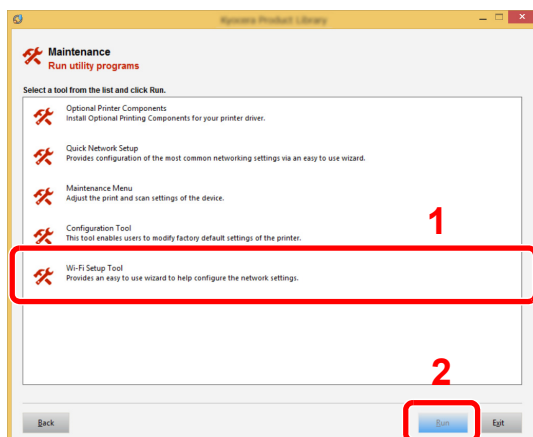 Kyocera Product Library
Maintenance
Run utility programs
Select a tool from the list and click Run.
Optional Printer Components
Install Optional Printing Components for your printer driver.
Quick Network Setup
Provides configuration of the most common networking settings via an easy to use wizard.
Maintenance Menu
Adjust the print and scan settings of the device.
1
Configuration Tool
This tool enables users to modify factory default settings of the printer.
Wi-Fi Setup Tool
Provides an easy to use wizard to help configure the network settings.
2
Back
Run
Exit